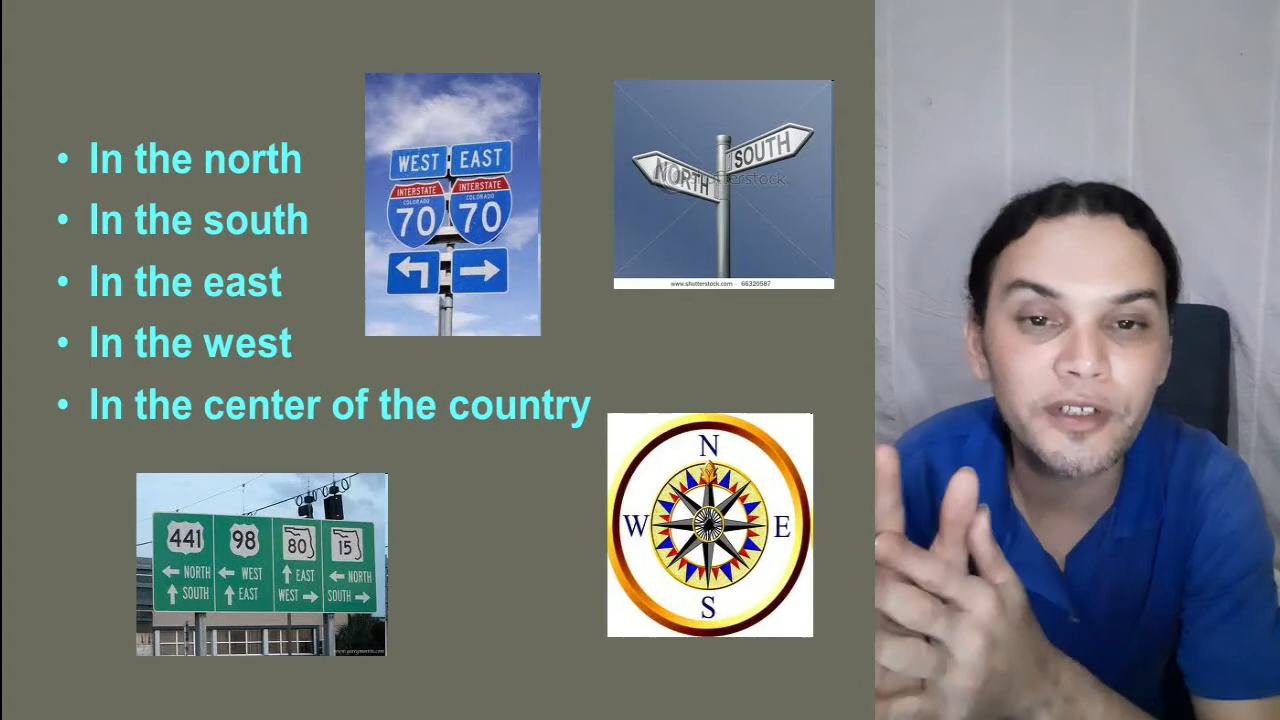 • In the north
• In the south
• In the east
• In the west
• In the center of the country
WEST EAST
INTERSTATE INTERSTATE
COLORADO COLORADO
70 70
NORTH SOUTH
www.shutterstock.com - 66320587
441 98 80 15
NORTH WEST EAST NORTH
SOUTH EAST WEST SOUTH
N
W E
S